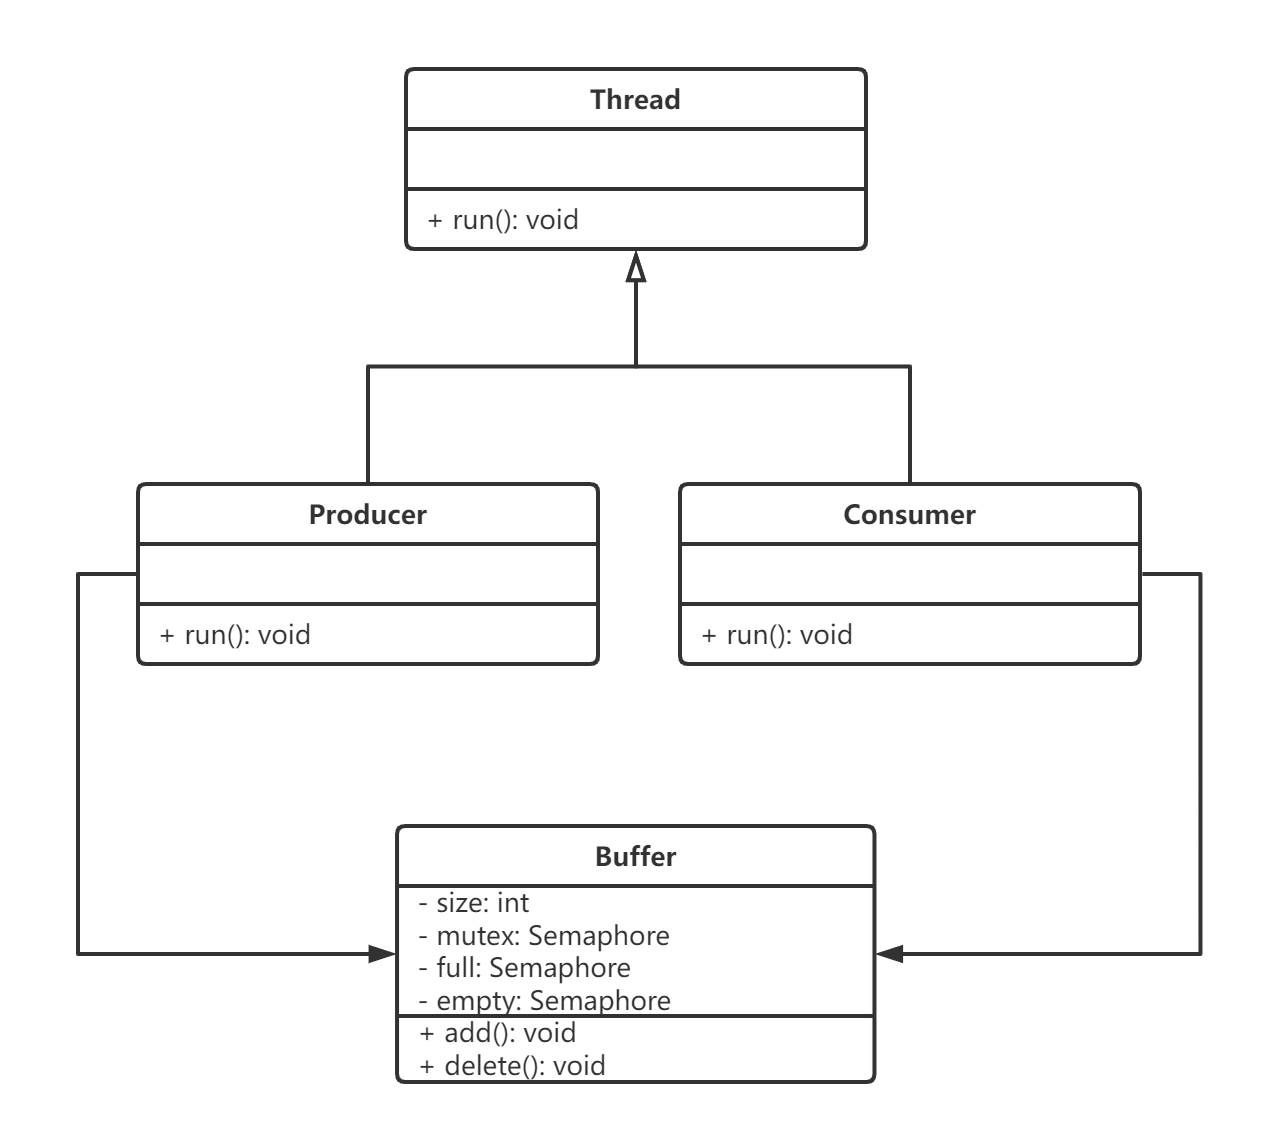 Thread
+ run(): void
Producer
+ run(): void
Consumer
+ run(): void
Buffer
- size: int
- mutex: Semaphore
- full: Semaphore
- empty: Semaphore
+ add(): void
+ delete(): void